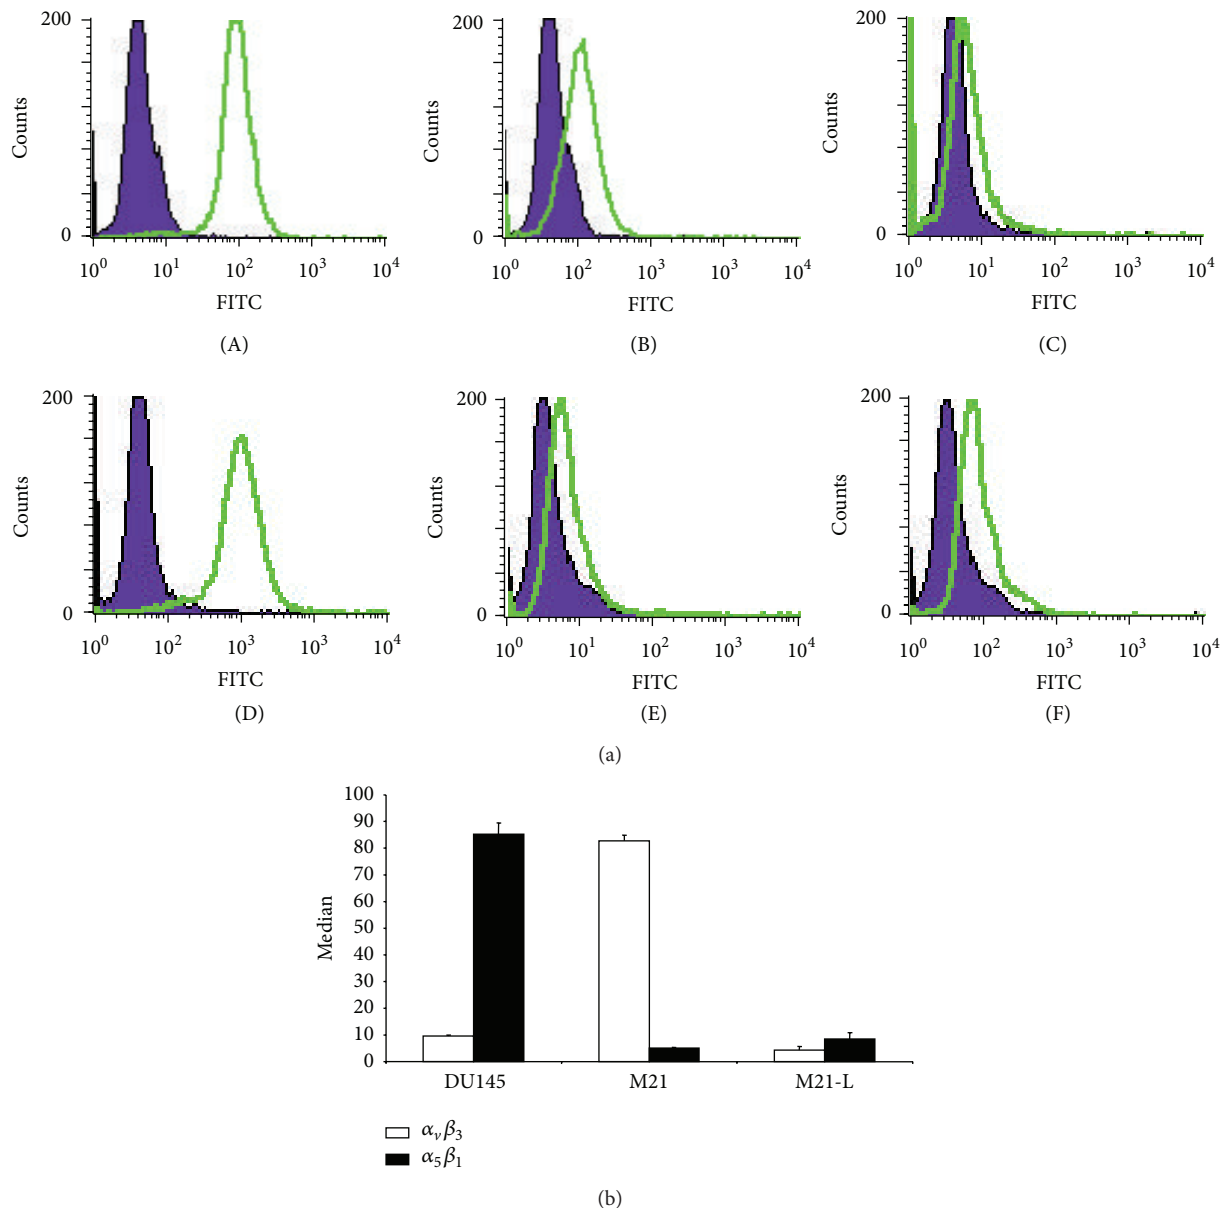 200
Counts
0
10^0 10^1 10^2 10^3 10^4
FITC
(A)
200
Counts
0
10^0 10^2 10^3 10^3 10^4
FITC
(B)
200
Counts
0
10^0 10^1 10^2 10^3 10^4
FITC
(C)
200
Counts
0
10^0 10^2 10^3 10^3 10^4
FITC
(D)
200
Counts
0
10^0 10^1 10^2 10^3 10^4
FITC
(E)
200
Counts
0
10^0 10^2 10^3 10^3 10^4
FITC
(F)
(a)
100
90
80
70
60
50
40
30
20
10
0
Median
DU145 M21 M21-L
α_vβ_3
α_5β_1
(b)